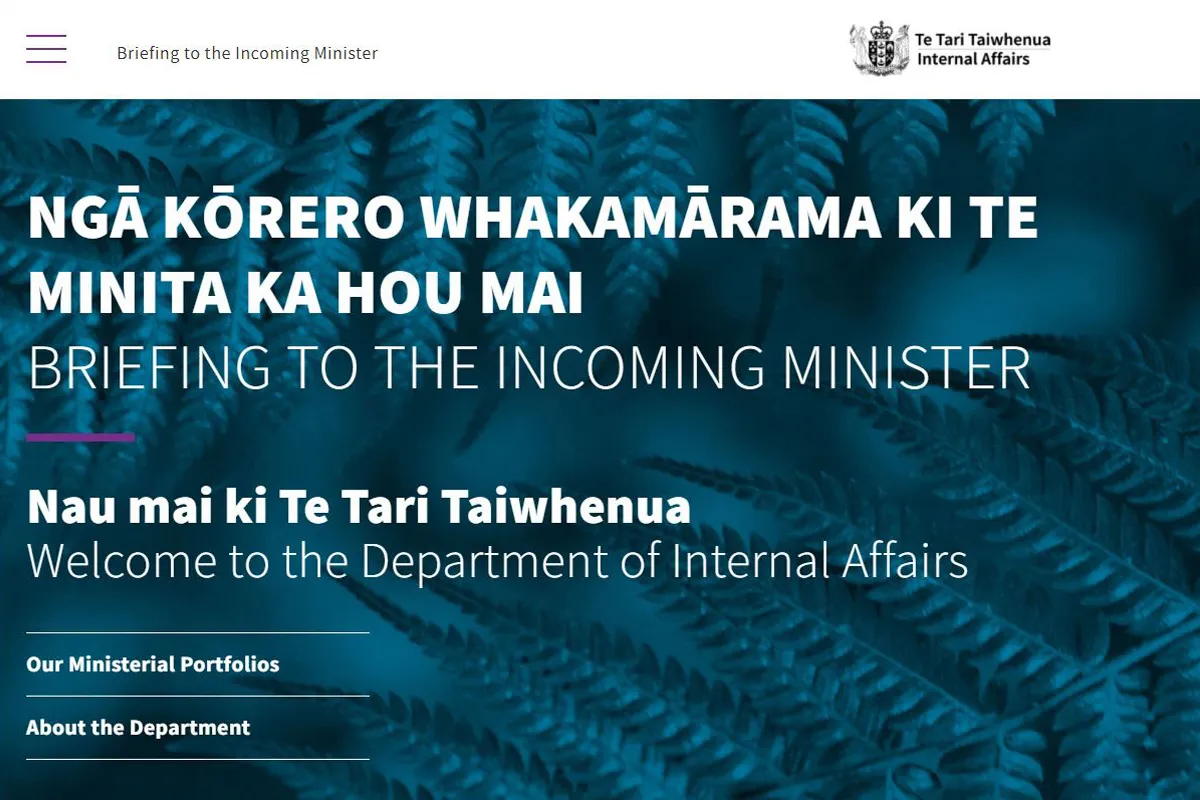 Briefing to the Incoming Minister
Te Tari Taiwhenua
Internal Affairs
NGĀ KŌRERO WHAKAMĀRAMA KI TE
MINITA KA HOU MAI
BRIEFING TO THE INCOMING MINISTER
Nau mai ki Te Tari Taiwhenua
Welcome to the Department of Internal Affairs
Our Ministerial Portfolios
About the Department